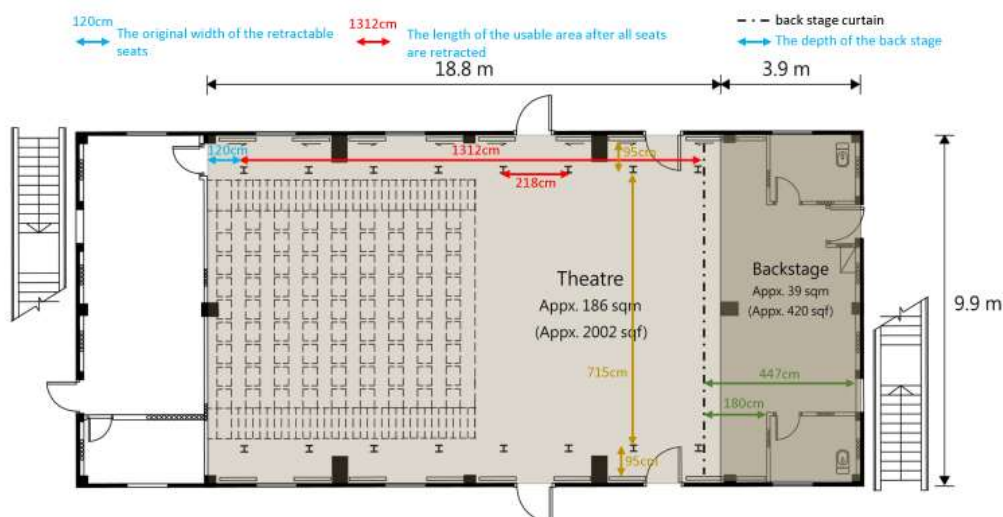 120cm
The original width of the retractable
seats
1312cm
The length of the usable area after all seats
are retracted
back stage curtain
The depth of the back stage
18.8 m
3.9 m
120cm
1312cm
95cm
218cm
Theatre
Appx. 186 sqm
(Appx. 2002 sqf)
Backstage
Appx. 39 sqm
(Appx. 420 sqf)
9.9 m
715cm
447cm
180cm
95cm